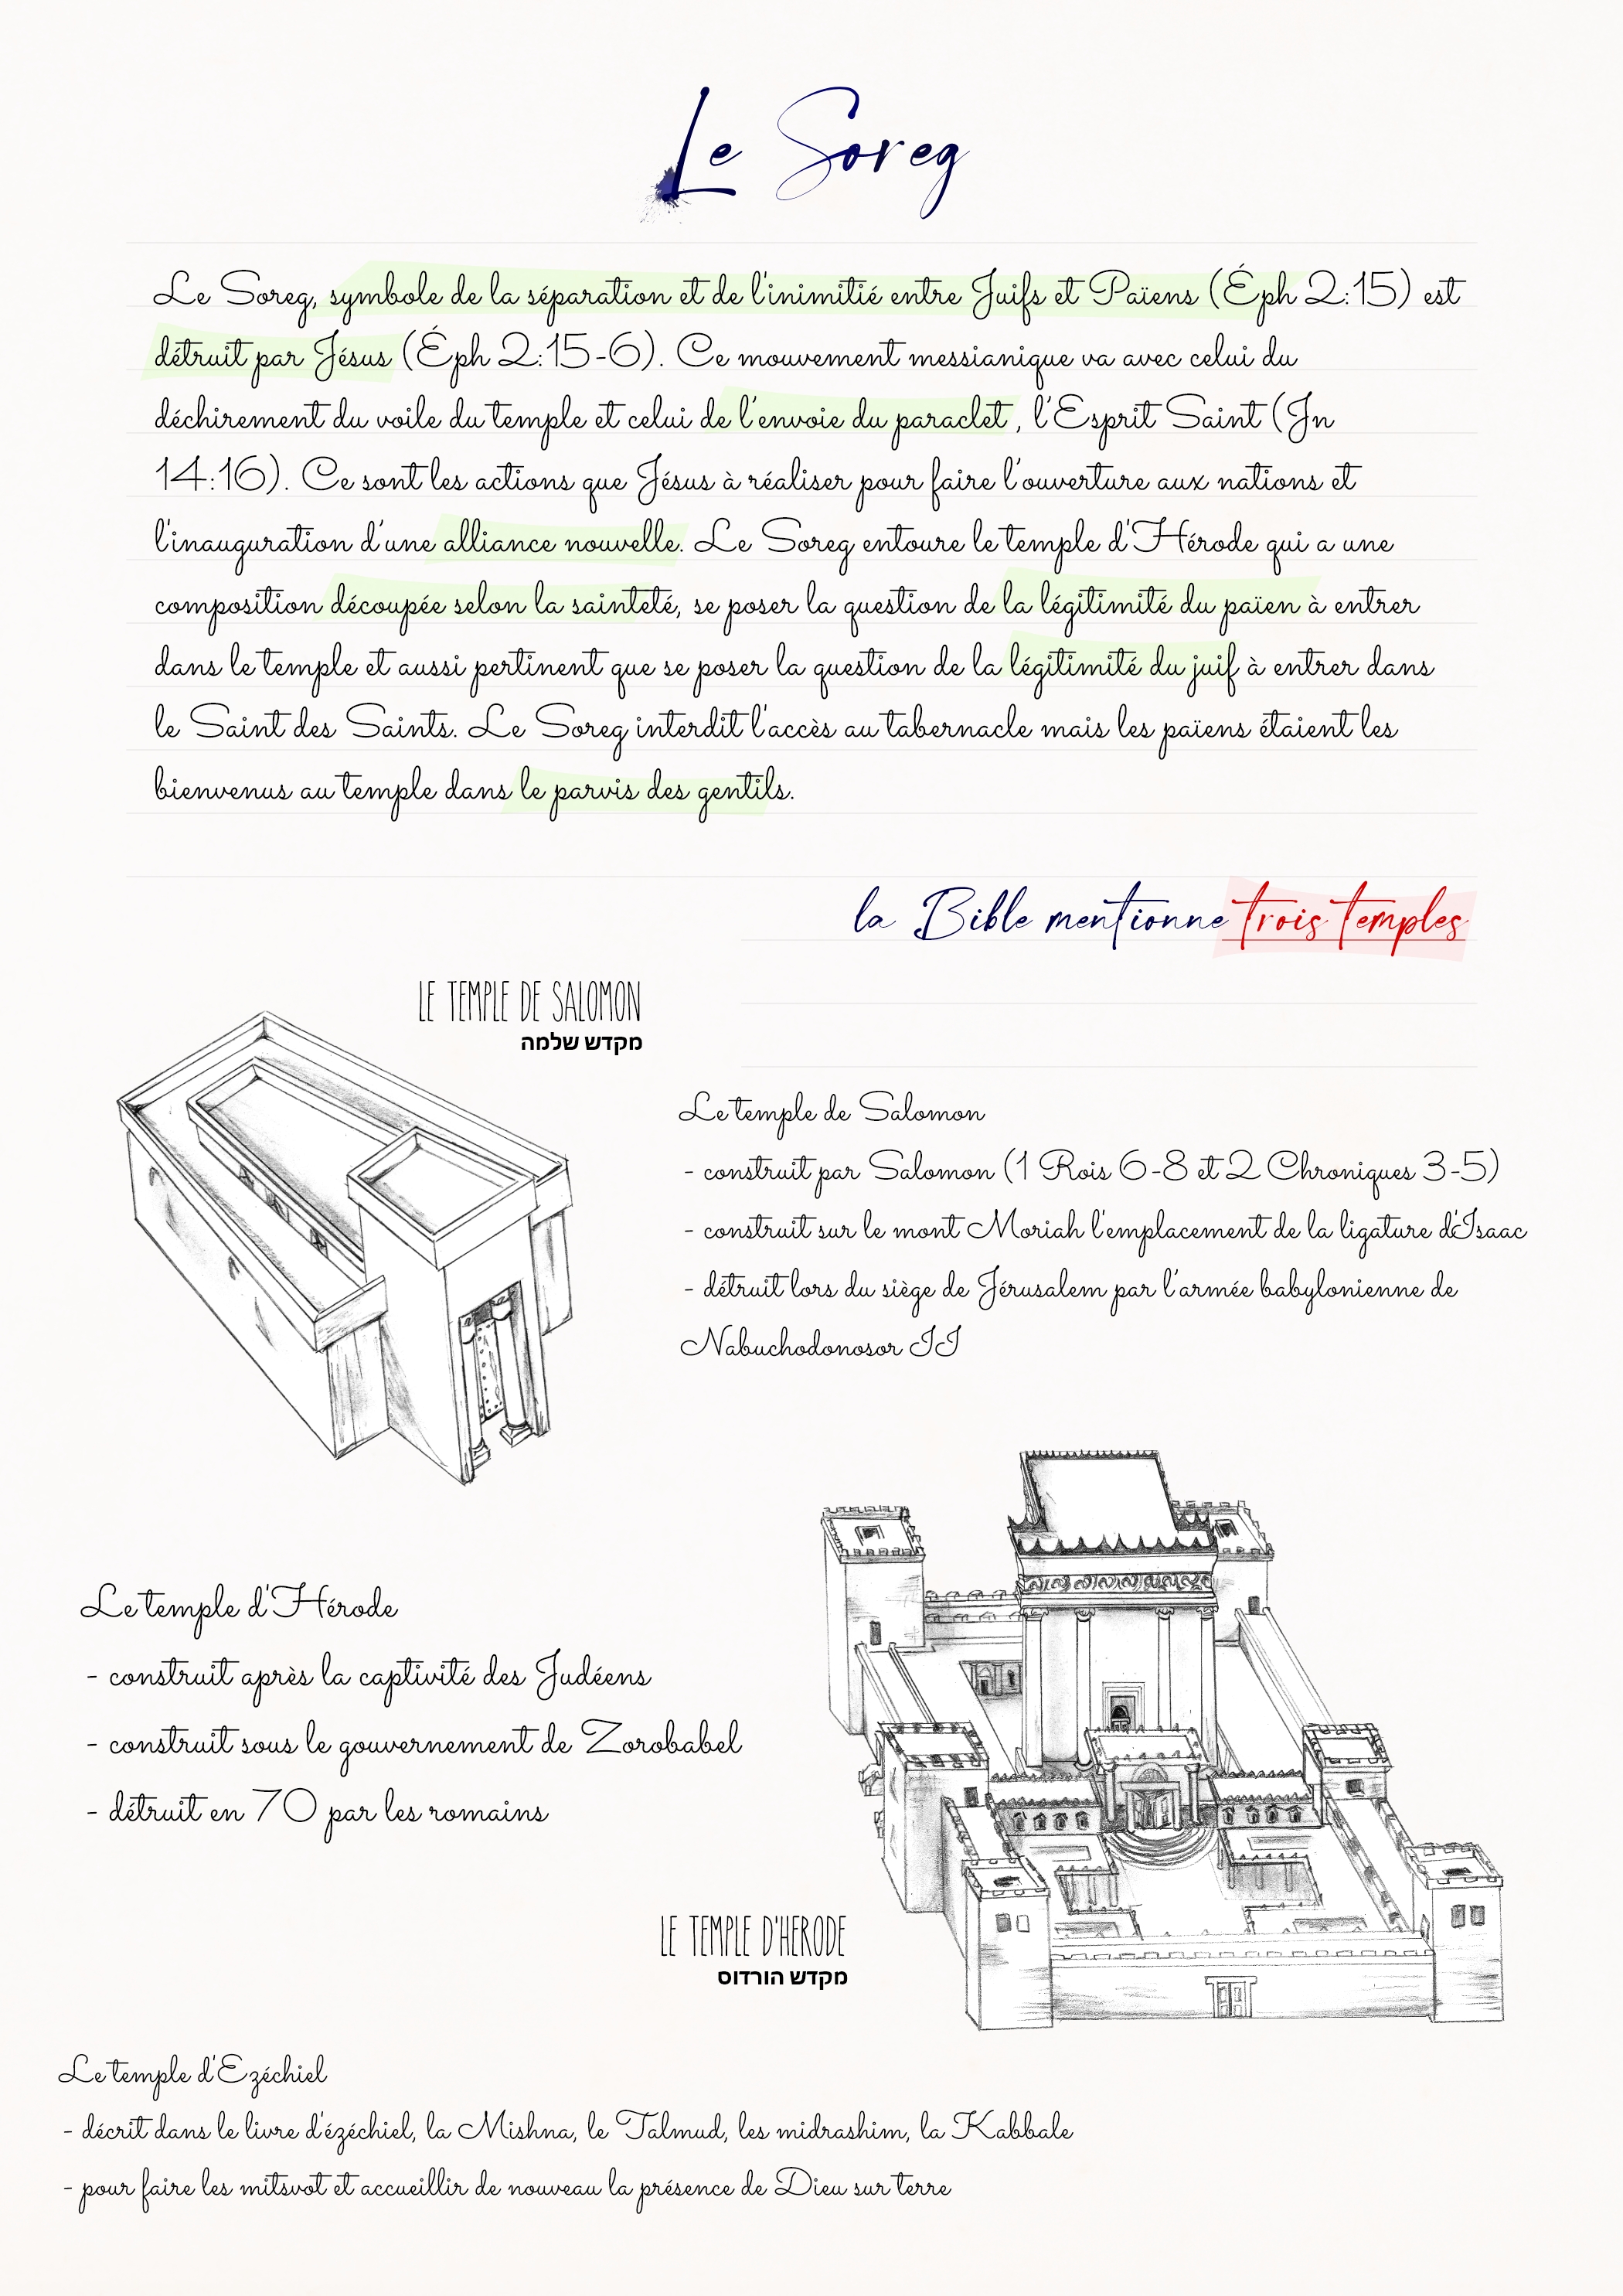 Le Soreg
Le Soreg, symbole de la séparation et de l'inimitié entre Juifs et Païens (Éph 2:15) est
détruit par Jésus (Éph 2:15-6). Ce mouvement messianique va avec celui du
déchirement du voile du temple et celui de l'envoie du paraclet, l'Esprit Saint (Jn
14:16). Ce sont les actions que Jésus à réaliser pour faire l'ouverture aux nations et
l'inauguration d'une alliance nouvelle. Le Soreg entoure le temple d'Hérode qui a une
composition découpée selon la sainteté, se poser la question de la légitimité du païen à entrer
dans le temple et aussi pertinent que se poser la question de la légitimité du juif à entrer dans
le Saint des Saints. Le Soreg interdit l'accès au tabernacle mais les païens étaient les
bienvenus au temple dans le parvis des gentils.
la Bible mentionne trois temples
LE TEMPLE DE SALOMON
מקדש שלמה
Le temple de Salomon
- construit par Salomon (1 Rois 6-8 et 2 Chroniques 3-5)
- construit sur le mont Moriah l'emplacement de la ligature d'Isaac
- détruit lors du siège de Jérusalem par l'armée babylonienne de
Nabuchodonosor II
Le temple d'Hérode
- construit après la captivité des Judéens
- construit sous le gouvernement de Zorobabel
- détruit en 70 par les romains
LE TEMPLE D'HERODE
מקדש הורדוס
Le temple d'Ezéchiel
- décrit dans le livre d'ézéchiel, la Mishna, le Talmud, les midrashim, la Kabbale
- pour faire les mitsvot et accueillir de nouveau la présence de Dieu sur terre